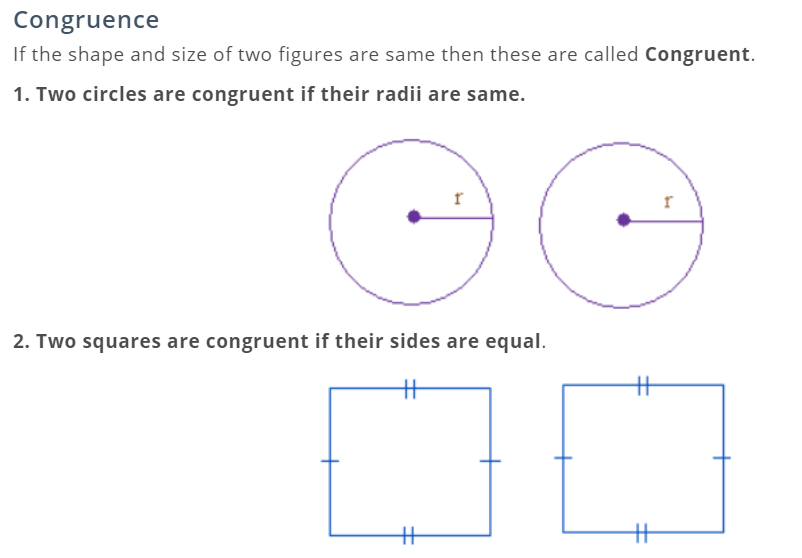 Congruence
If the shape and size of two figures are same then these are called Congruent.
1. Two circles are congruent if their radii are same.
r
r
2. Two squares are congruent if their sides are equal.